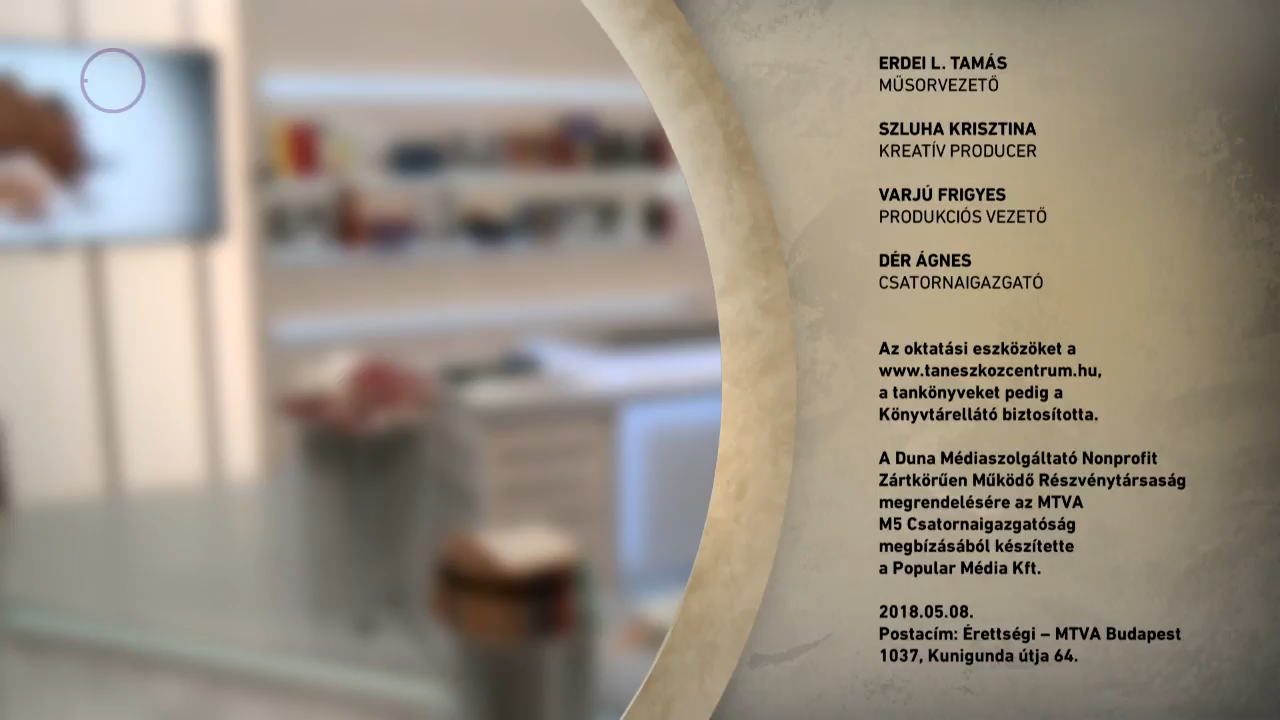 ERDEI L. TAMÁS
MŰSORVEZETŐ
SZLUHA KRISZTINA
KREATÍV PRODUCER
VARJÚ FRIGYES
PRODUKCIÓS VEZETŐ
DÉR ÁGNES
CSATORNAIGAZGATÓ
Az oktatási eszközöket a
www.taneszkozcentrum.hu,
a tankönyveket pedig a
Könyvtárellátó biztosította.
A Duna Médiaszolgáltató Nonprofit
Zártkörűen Működő Részvénytársaság
megrendelésére az MTVA
M5 Csatornaigazgatóság
megbízásából készítette
a Popular Média Kft.
2018.05.08.
Postacím: Érettségi – MTVA Budapest
1037, Kunigunda útja 64.